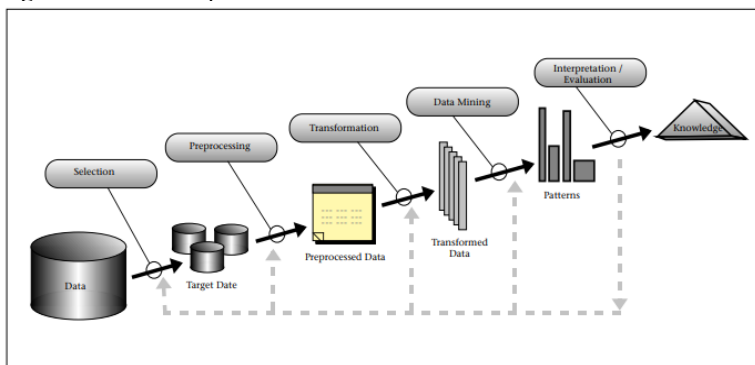 Interpretation /
Evaluation
Data Mining
Transformation
Knowledge
Preprocessing
Patterns
Selection
Transformed
Data
Preprocessed Data
Data
Target Date